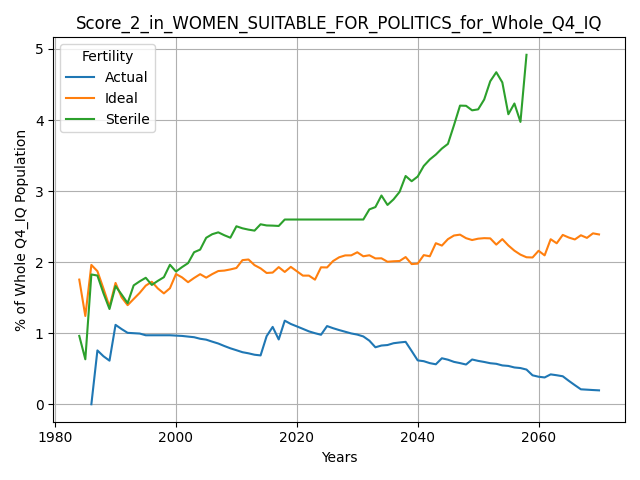 Score_2_in_WOMEN_SUITABLE_FOR_POLITICS_for_Whole_Q4_IQ
Fertility
Actual
Ideal
Sterile
% of Whole Q4_IQ Population
5
4
3
2
1
0
1980
2000
2020
2040
2060
Years